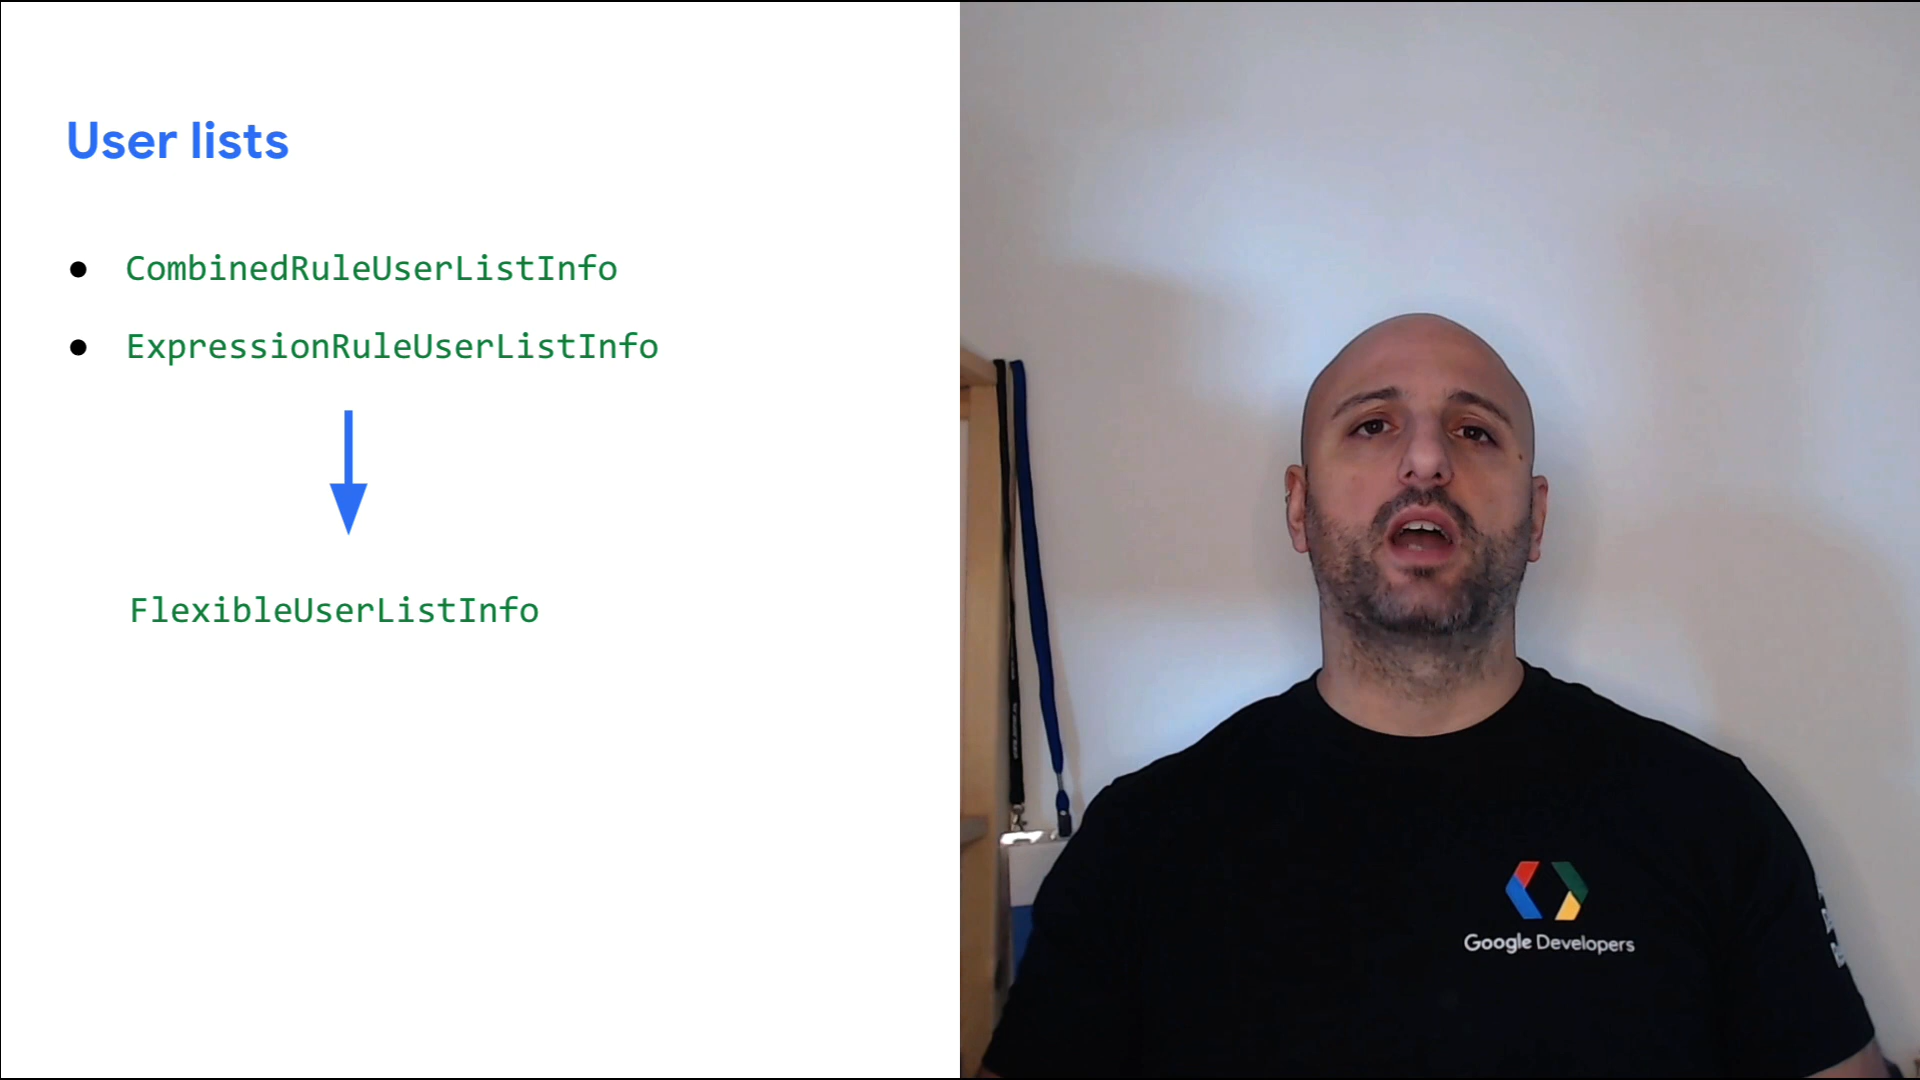 User lists
● CombinedRuleUserListInfo
● ExpressionRuleUserListInfo
FlexibleUserListInfo
Google Developers